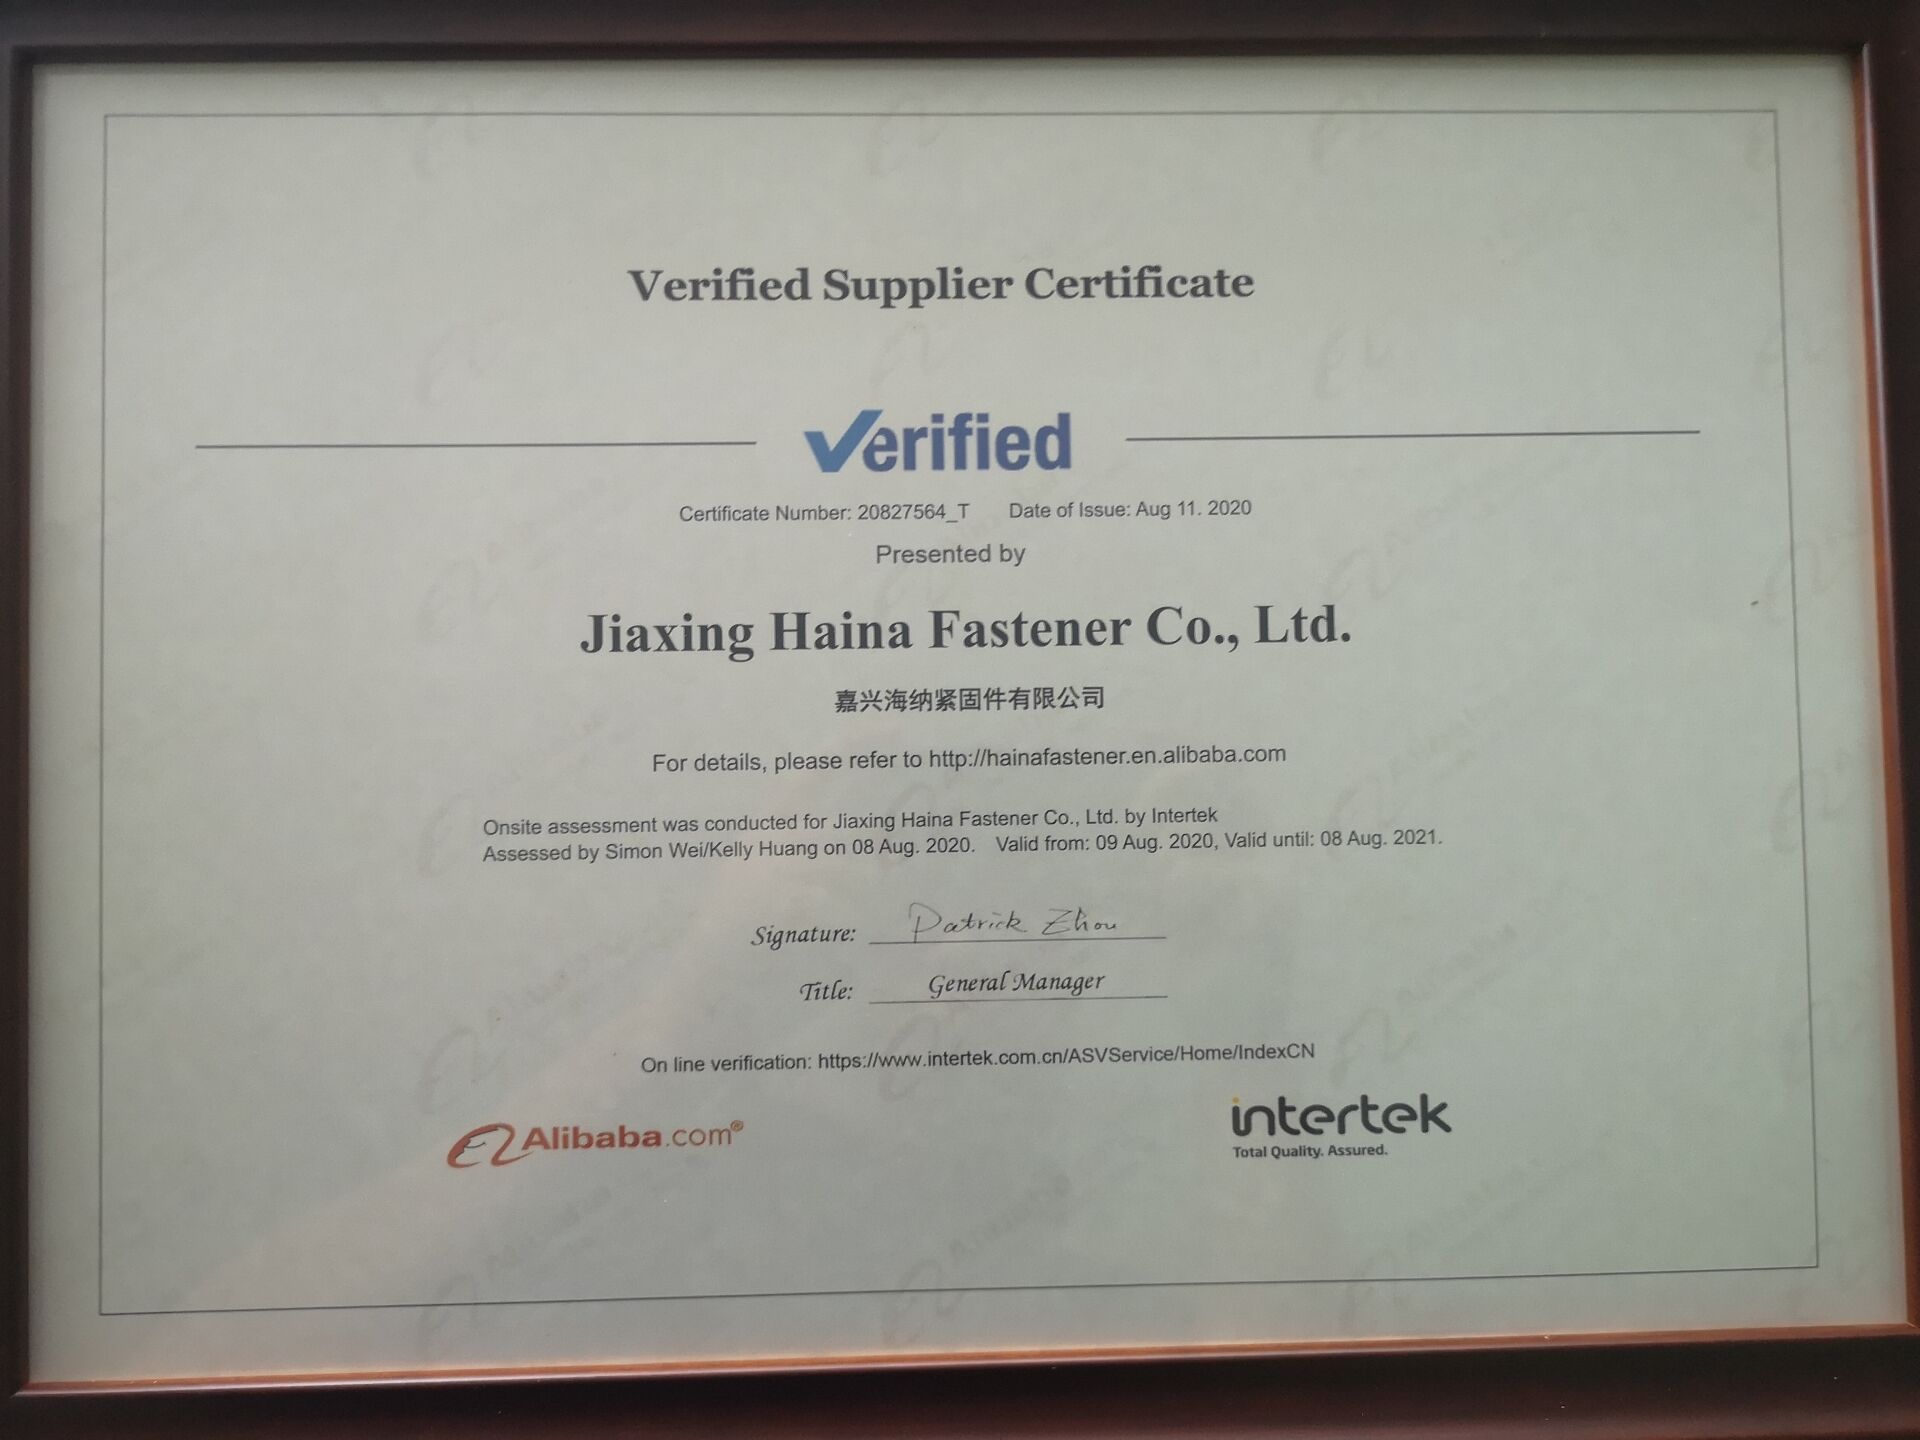 Verified Supplier Certificate
Verified
Certificate Number: 20827564_T Date of Issue: Aug 11. 2020
Presented by
Jiaxing Haina Fastener Co., Ltd.
嘉兴海纳紧固件有限公司
For details, please refer to http://hainafastener.en.alibaba.com
Onsite assessment was conducted for Jiaxing Haina Fastener Co., Ltd. by Intertek
Assessed by Simon Wei/Kelly Huang on 08 Aug. 2020. Valid from: 09 Aug. 2020, Valid until: 08 Aug. 2021.
Signature: Patrick Zhou
Title: General Manager
On line verification: https://www.intertek.com.cn/ASVService/Home/IndexCN
Alibaba.com®
intertek
Total Quality. Assured.